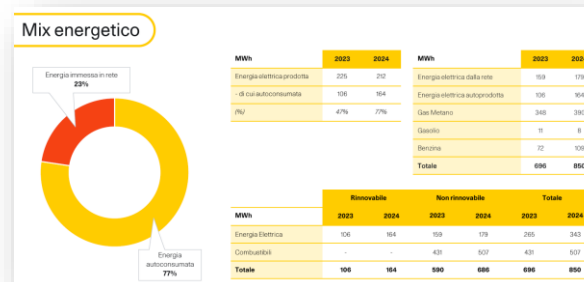 Mix energetico
Energia immessa in rete
23%
Energia
autoconsumata
77%
MWh 2023 2024
Energia elettrica prodotta 225 212
- di cui autoconsumata 106 164
(%) 47% 77%
MWh 2023 2024
Energia elettrica dalla rete 159 179
Energia elettrica autoprodotta 106 164
Gas Metano 348 390
Gasolio 11 8
Benzina 72 109
Totale 696 850
Rinnovabile Non rinnovabile Totale
MWh 2023 2024 2023 2024 2023 2024
Energia Elettrica 106 164 159 179 265 343
Combustibili - - 431 507 431 507
Totale 106 164 590 686 696 850